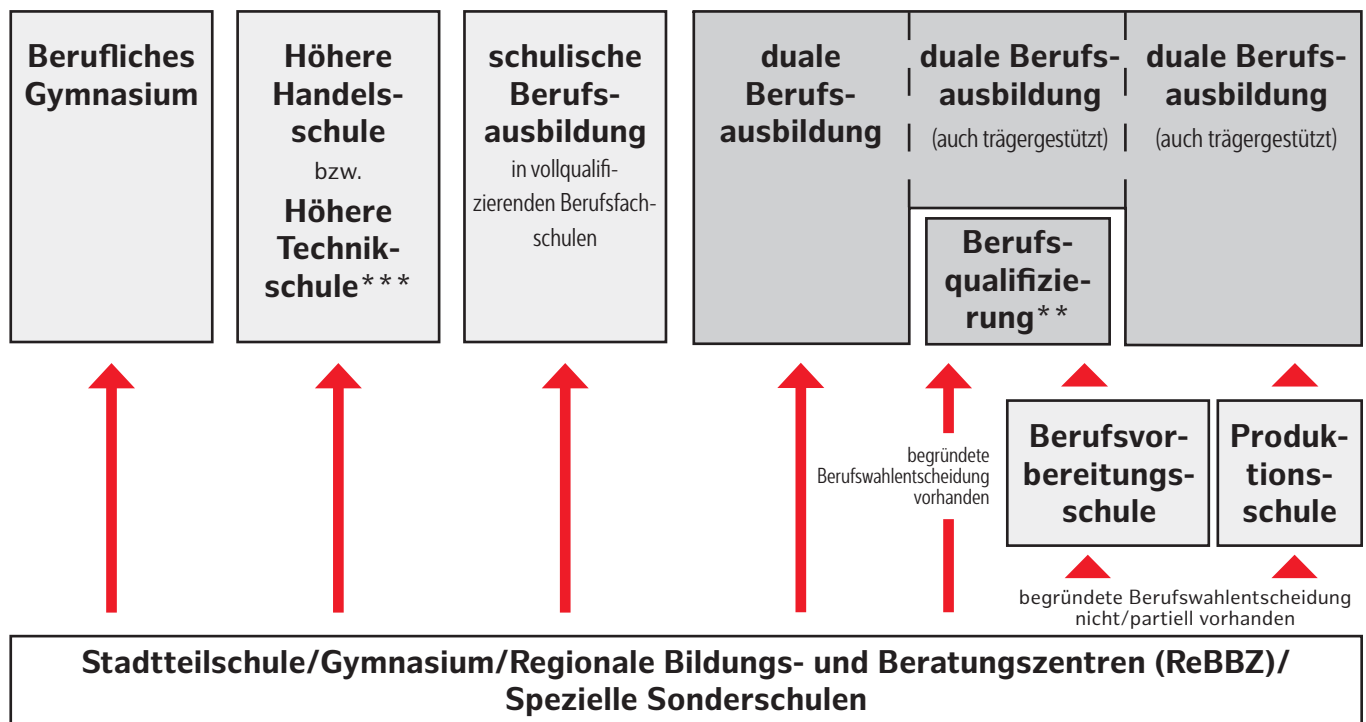 Berufliches
Gymnasium
Höhere
Handels-
schule
bzw.
Höhere
Technik-
schule***
schulische
Berufs-
ausbildung
in vollqualifi-
zierenden Berufsfach-
schulen
duale
Berufs-
ausbildung
duale Berufs-
ausbildung
(auch trägergestützt)
duale Berufs-
ausbildung
(auch trägergestützt)
Berufs-
qualifizie-
rung**
begründete
Berufswahlentscheidung
vorhanden
Berufsvor-
bereitungs-
schule
Produk-
tions-
schule
begründete Berufswahlentscheidung
nicht/partiell vorhanden
Stadtteilschule/Gymnasium/Regionale Bildungs- und Beratungszentren (ReBBZ)/
Spezielle Sonderschulen